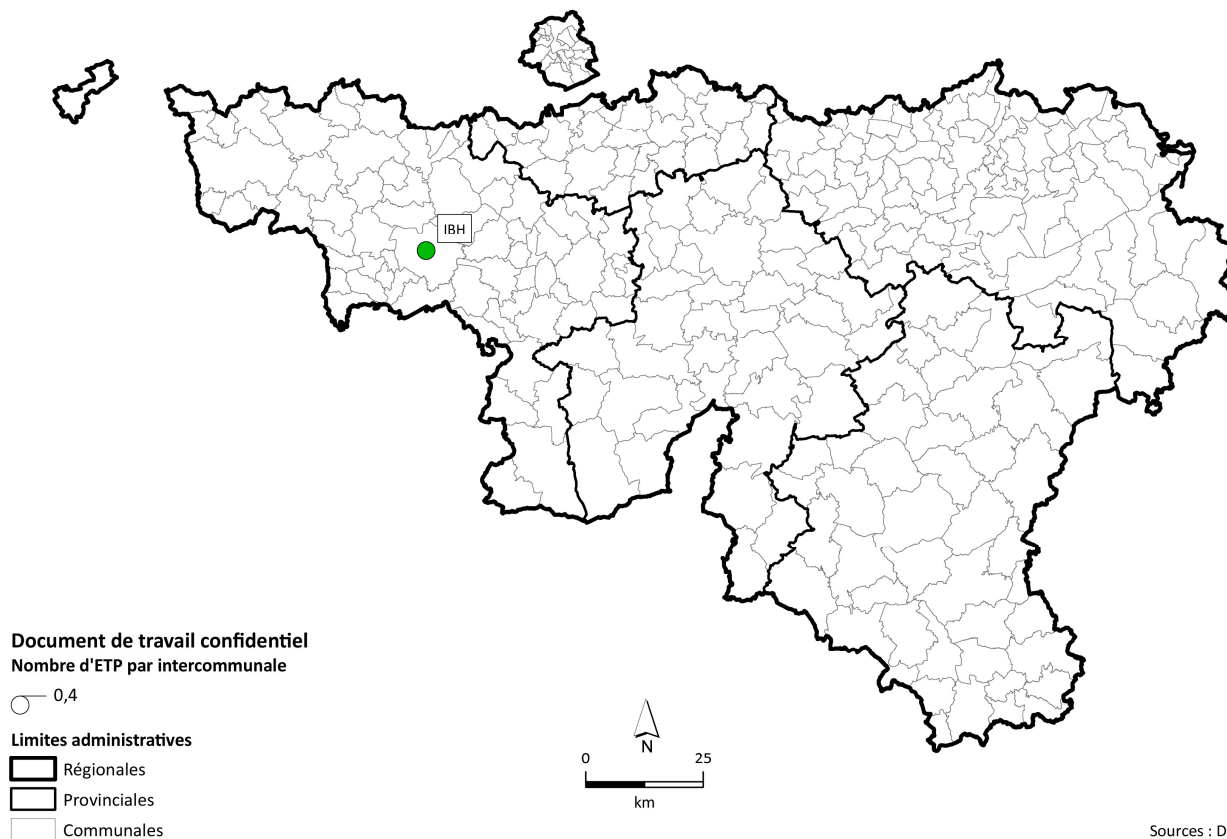 IBH
Document de travail confidentiel
Nombre d'ETP par intercommunale
0,4
Limites administratives
Régionales
Provinciales
Communales
N
0 25
km
Sources : D